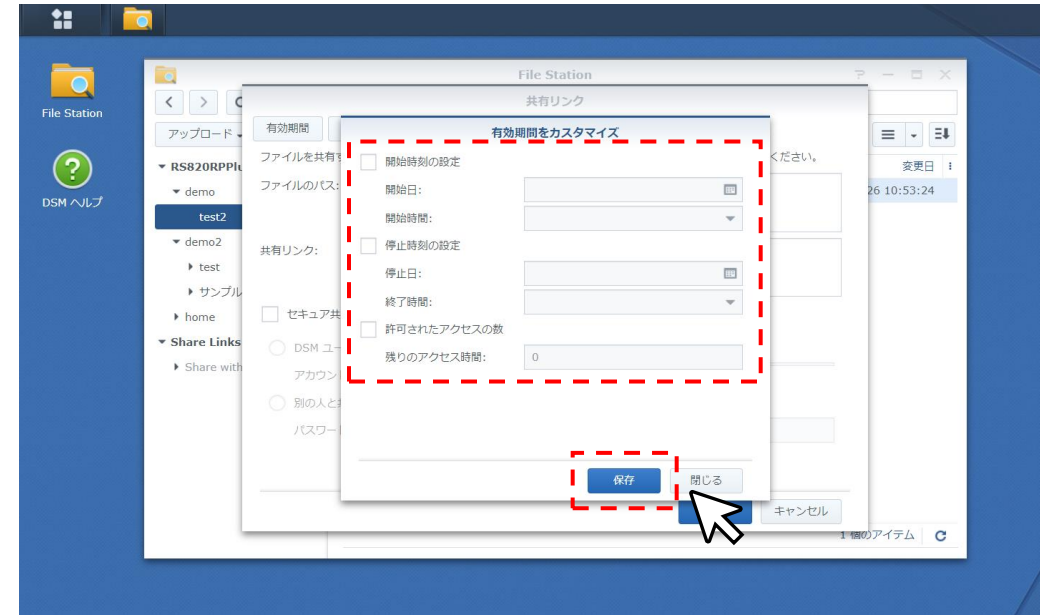 File Station
File Station
共有リンク
有効期間
アップロード
有効期間をカスタマイズ
RS820RPPlu
demo
test2
demo2
test
サンプル
home
Share Links
Share with
DSM ヘルプ
変更日
26 10:53:24
ファイルを共有
ください。
ファイルのパス:
共有リンク:
セキュア共
DSM ユー
アカウン
別の人と
パスワー
開始時刻の設定
開始日:
開始時間:
停止時刻の設定
停止日:
終了時間:
許可されたアクセスの数
残りのアクセス時間: 0
保存
閉じる
キャンセル
1 個のアイテム